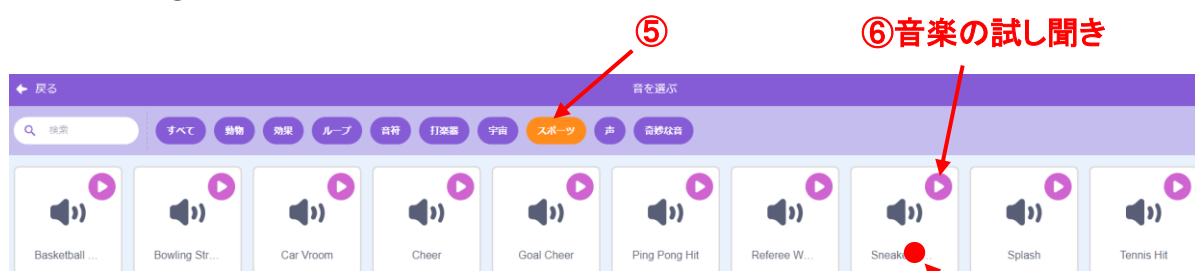 ⑤
⑥音楽の試し聞き
戻る
音を選ぶ
検索
すべて 動物 効果 ループ 音符 打楽器 宇宙 スポーツ 声 奇妙な音
Basketball ... Bowling Str... Car Vroom Cheer Goal Cheer Ping Pong Hit Referee W... Sneak Splash Tennis Hit